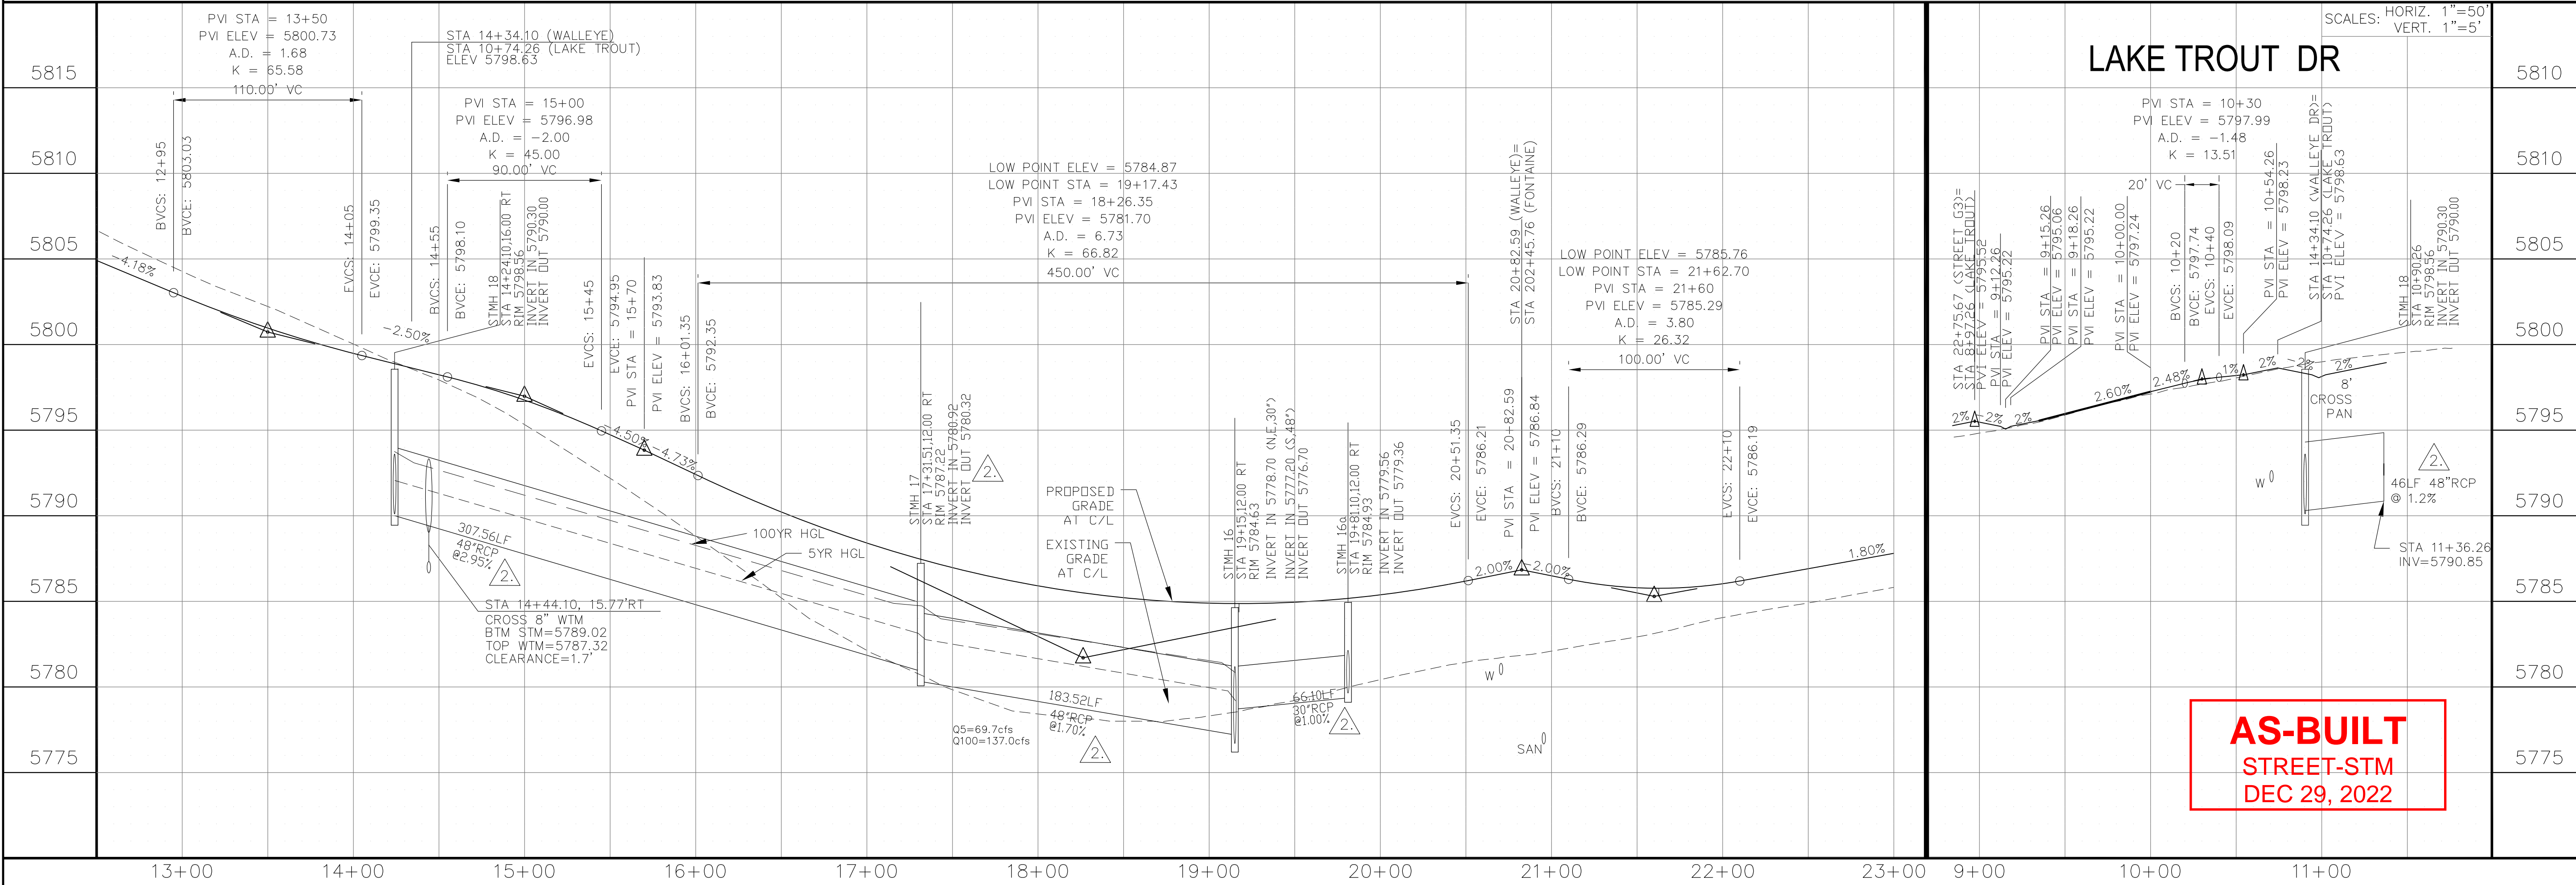 SCALES: HORIZ. 1"=50'
VERT. 1"=5'
LAKE TROUT DR
5815
5810
5805
5800
5795
5790
5785
5780
5775
PVI STA = 13+50
PVI ELEV = 5800.73
A.D. = 1.68
K = 65.58
110.00' VC
BVCS: 12+95
BVCE: 5803.03
EVCS: 14+05
EVCE: 5799.35
-4.18%
STA 14+34.10 (WALLEYE)
STA 10+74.26 (LAKE TROUT)
ELEV 5798.63
-2.50%
PVI STA = 15+00
PVI ELEV = 5796.98
A.D. = -2.00
K = 45.00
90.00' VC
BVCS: 14+55
BVCE: 5798.10
STMH 18
STA 14+24.10,16.00 RT
RIM 5798.56
INVERT IN 5790.30
INVERT OUT 5790.00
EVCS: 15+45
EVCE: 5794.95
-4.50%
PVI STA = 15+70
PVI ELEV = 5793.83
-4.73%
BVCS: 16+01.35
BVCE: 5792.35
307.56LF
48"RCP
@2.95%
2.
STA 14+44.10, 15.77'RT
CROSS 8" WTM
BTM STM=5789.02
TOP WTM=5787.32
CLEARANCE=1.7'
100YR HGL
5YR HGL
LOW POINT ELEV = 5784.87
LOW POINT STA = 19+17.43
PVI STA = 18+26.35
PVI ELEV = 5781.70
A.D. = 6.73
K = 66.82
450.00' VC
STMH 17
STA 17+31.51,12.00 RT
RIM 5787.22
INVERT IN 5780.92
INVERT OUT 5780.32
2.
PROPOSED
GRADE
AT C/L
EXISTING
GRADE
AT C/L
183.52LF
48"RCP
@1.70%
2.
Q5=69.7cfs
Q100=137.0cfs
STMH 16
STA 19+15,12.00 RT
RIM 5784.63
INVERT IN 5778.70 (N,E,30")
INVERT IN 5777.20 (S,48")
INVERT OUT 5776.70
STMH 16a
STA 19+81.10,12.00 RT
RIM 5784.93
INVERT IN 5779.56
INVERT OUT 5779.36
66.10LF
30"RCP
@1.00%
2.
EVCS: 20+51.35
EVCE: 5786.21
2.00%
STA 20+82.59 (WALLEYE)=
STA 202+45.76 (FONTAINE)
PVI STA = 20+82.59
PVI ELEV = 5786.84
-2.00%
BVCS: 21+10
BVCE: 5786.29
LOW POINT ELEV = 5785.76
LOW POINT STA = 21+62.70
PVI STA = 21+60
PVI ELEV = 5785.29
A.D. = 3.80
K = 26.32
100.00' VC
EVCS: 22+10
EVCE: 5786.19
1.80%
W
SAN
STA 22+75.67 (STREET G3)=
STA 8+97.26 (LAKE TROUT)
PVI ELEV = 5795.52
PVI STA = 9+12.26
PVI ELEV = 5795.22
PVI STA = 9+15.26
PVI ELEV = 5795.06
PVI STA = 9+18.26
PVI ELEV = 5795.22
PVI STA = 10+00.00
PVI ELEV = 5797.24
PVI STA = 10+30
PVI ELEV = 5797.99
A.D. = -1.48
K = 13.51
20' VC
BVCS: 10+20
BVCE: 5797.74
EVCS: 10+40
EVCE: 5798.09
PVI STA = 10+54.26
PVI ELEV = 5798.23
STA 14+34.10 (WALLEYE DR)=
STA 10+74.26 (LAKE TROUT)
PVI ELEV = 5798.63
STMH 18
STA 10+90.26
RIM 5798.56
INVERT IN 5790.30
INVERT OUT 5790.00
2%
-2%
2%
2.60%
2.48%
1%
2%
-2%
2%
8'
CROSS
PAN
W
2.
46LF 48"RCP
@ 1.2%
STA 11+36.26
INV=5790.85
5810
5810
5805
5800
5795
5790
5785
5780
5775
AS-BUILT
STREET-STM
DEC 29, 2022
13+00
14+00
15+00
16+00
17+00
18+00
19+00
20+00
21+00
22+00
23+00
9+00
10+00
11+00